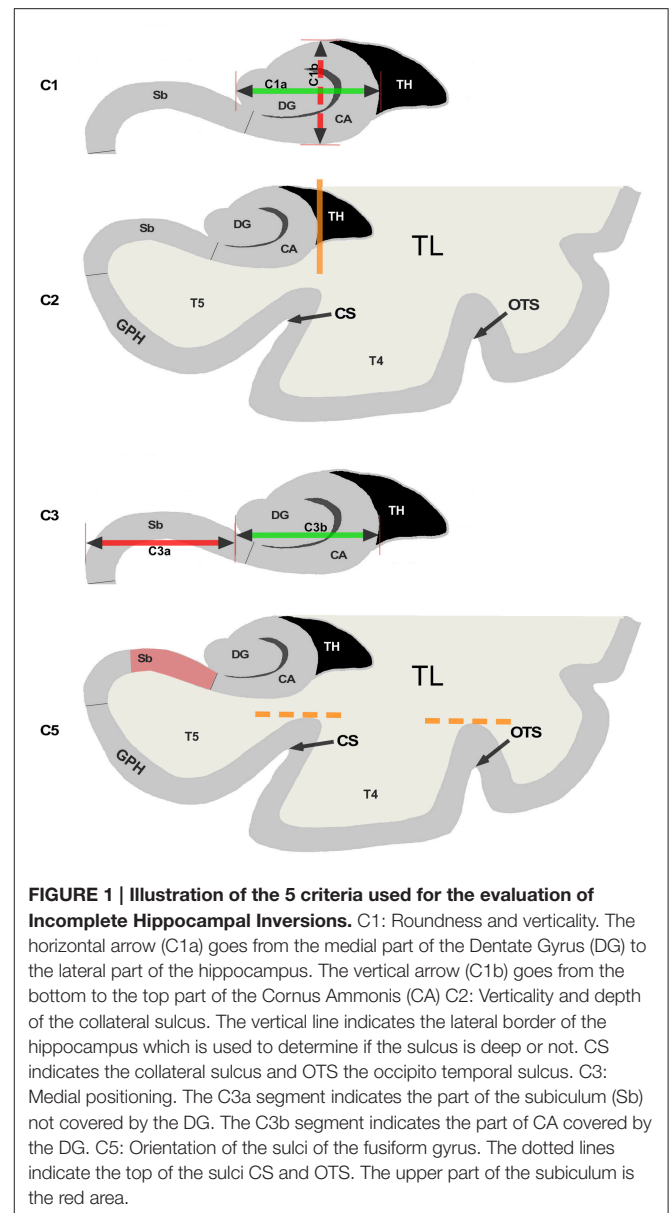 C1
Sb
C1a
C1b
DG
CA
TH
C2
Sb
DG
CA
TH
TL
T5
GPH
CS
OTS
T4
C3
Sb
C3a
DG
C3b
CA
TH
C5
Sb
DG
CA
TH
TL
T5
GPH
CS
OTS
T4
FIGURE 1 | Illustration of the 5 criteria used for the evaluation of
Incomplete Hippocampal Inversions. C1: Roundness and verticality. The
horizontal arrow (C1a) goes from the medial part of the Dentate Gyrus (DG) to
the lateral part of the hippocampus. The vertical arrow (C1b) goes from the
bottom to the top part of the Cornus Ammonis (CA) C2: Verticality and depth
of the collateral sulcus. The vertical line indicates the lateral border of the
hippocampus which is used to determine if the sulcus is deep or not. CS
indicates the collateral sulcus and OTS the occipito temporal sulcus. C3:
Medial positioning. The C3a segment indicates the part of the subiculum (Sb)
not covered by the DG. The C3b segment indicates the part of CA covered by
the DG. C5: Orientation of the sulci of the fusiform gyrus. The dotted lines
indicate the top of the sulci CS and OTS. The upper part of the subiculum is
the red area.